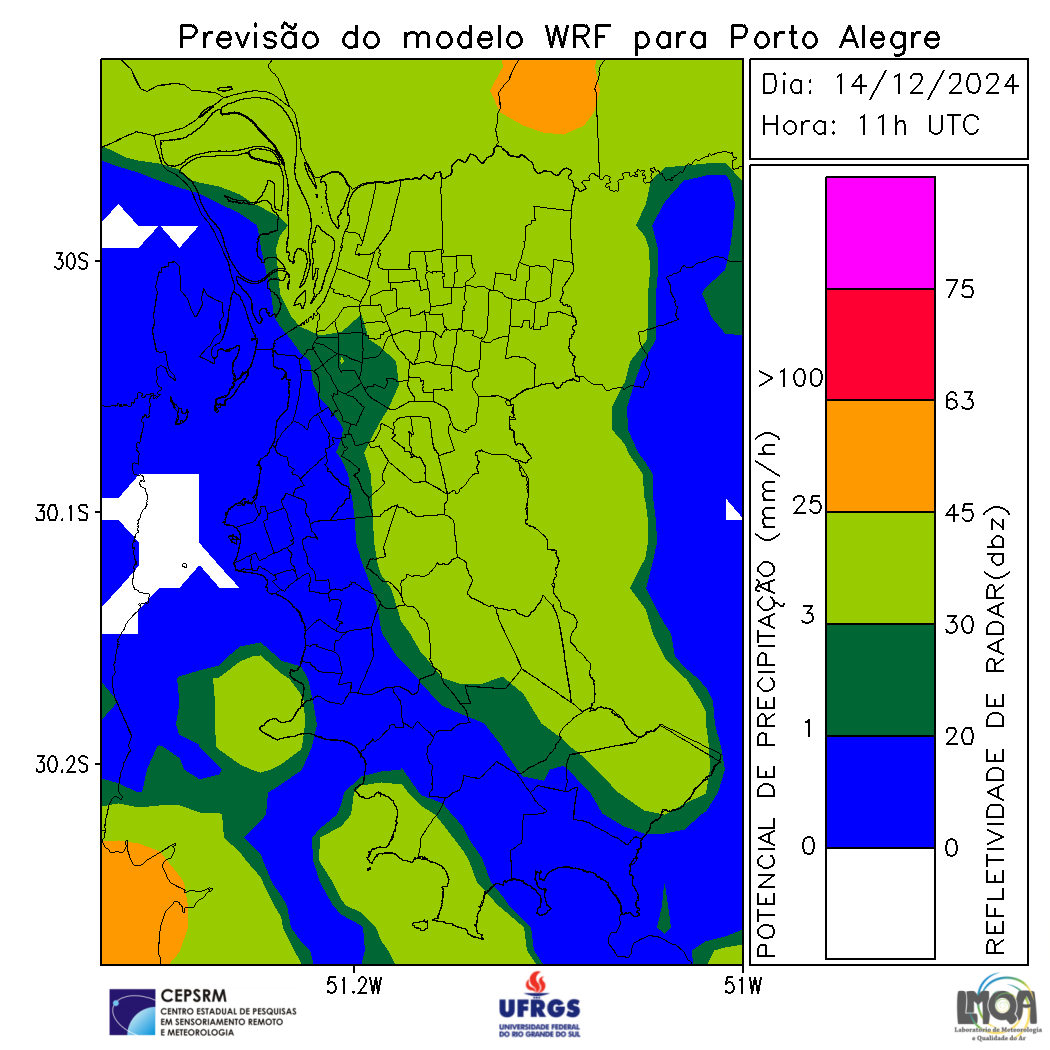 Previsão do modelo WRF para Porto Alegre
Dia: 14/12/2024
Hora: 11h UTC
30S
30.1S
30.2S
51.2W
51W
POTENCIAL DE PRECIPITAÇÃO (mm/h)
>100
25
3
1
0
75
63
45
30
20
0
REFLETIVIDADE DE RADAR(dbz)
CEPSRM
CENTRO ESTADUAL DE PESQUISAS
EM SENSORIAMENTO REMOTO
E METEOROLOGIA
UFRGS
UNIVERSIDADE FEDERAL
DO RIO GRANDE DO SUL
LMQA
Laboratório de Meteorologia
e Qualidade do Ar